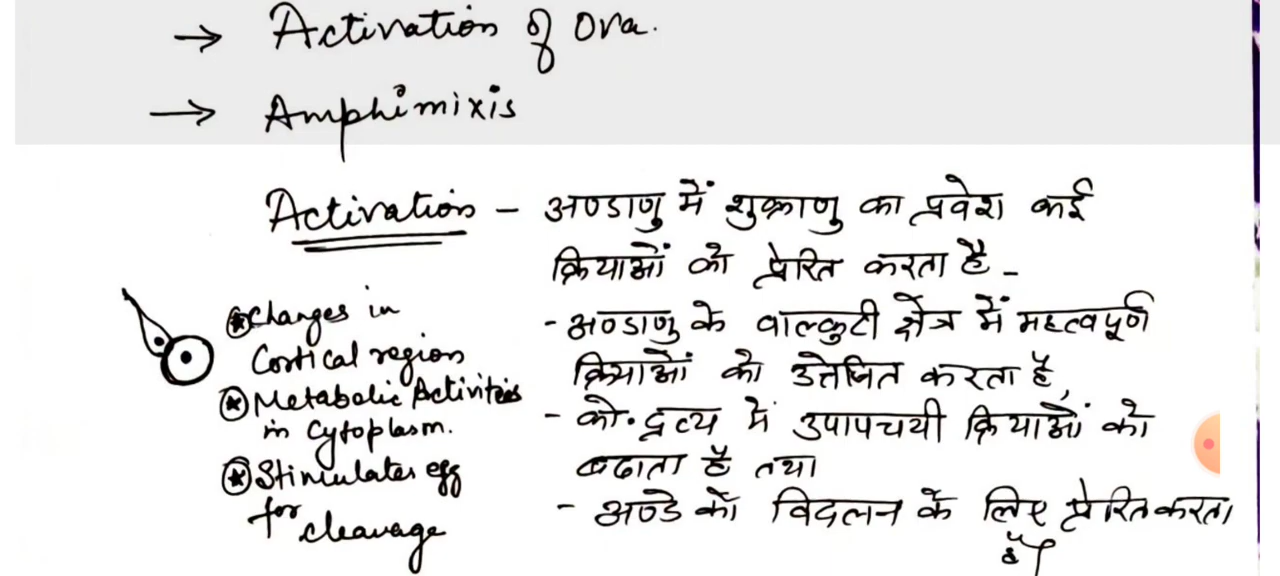 → Activation of Ova.
→ Amphimixis
Activation - अण्डाणु में शुक्राणु का प्रवेश कई
क्रियाओं को प्रेरित करता है -
* Changes in
Cortical region
* Metabolic Activities
in Cytoplasm.
* Stimulates egg
for cleavage
- अण्डाणु के वाल्कुटी क्षेत्र में महत्वपूर्ण
क्रियाओं को उत्तेजित करता है,
- को. द्रव्य में उपापचयी क्रियाओं को
बढाता है तथा
- अण्डे को विदलन के लिए प्रेरित करता
है।